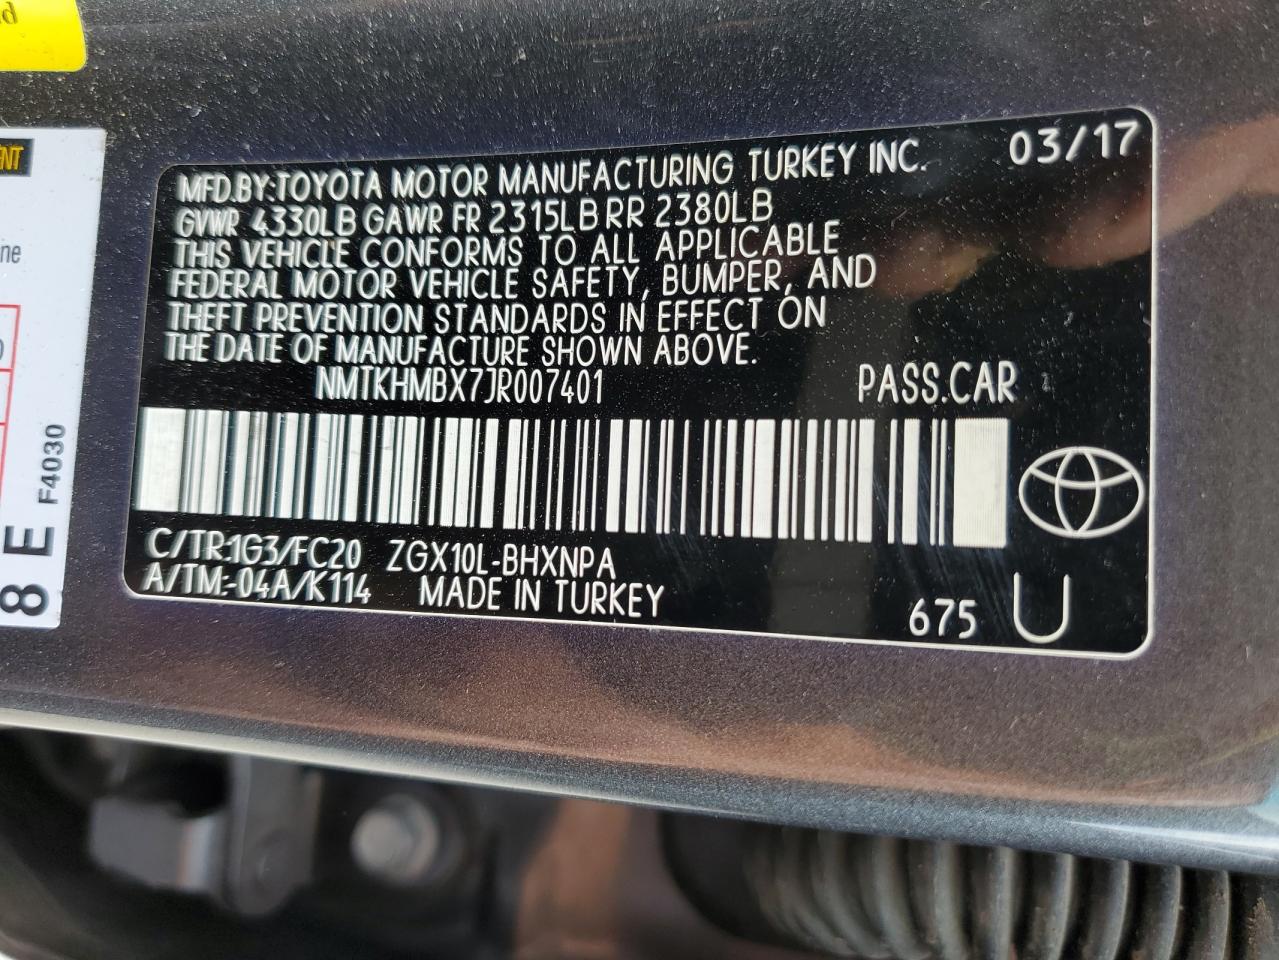 MFD.BY:TOYOTA MOTOR MANUFACTURING TURKEY INC. 03/17
GVWR 4330LB GAWR FR 2315LB RR 2380LB
THIS VEHICLE CONFORMS TO ALL APPLICABLE
FEDERAL MOTOR VEHICLE SAFETY, BUMPER, AND
THEFT PREVENTION STANDARDS IN EFFECT ON
THE DATE OF MANUFACTURE SHOWN ABOVE.
NMTKHMBX7JR007401 PASS.CAR
C/TR:1G3/FC20 ZGX10L-BHXNPA
A/TM:-04A/K114 MADE IN TURKEY
675 U
F4030
8 E